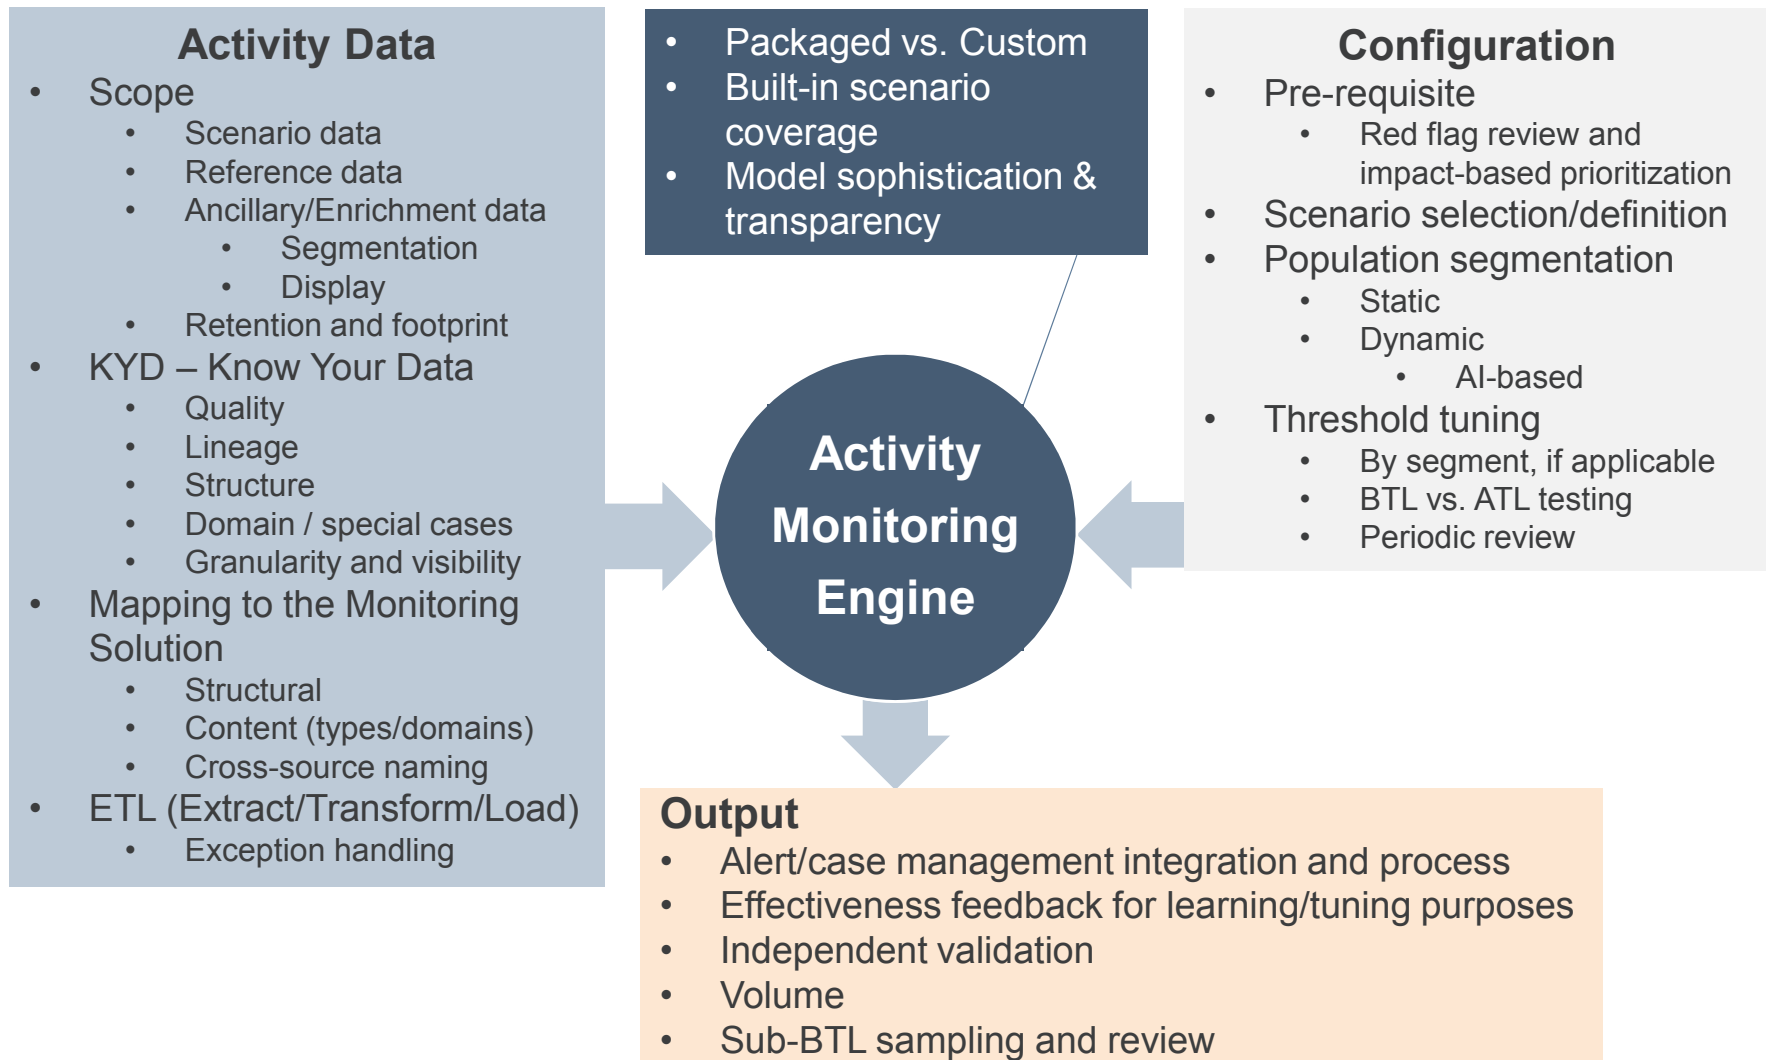 Activity Data
• Scope
• Scenario data
• Reference data
• Ancillary/Enrichment data
• Segmentation
• Display
• Retention and footprint
• KYD – Know Your Data
• Quality
• Lineage
• Structure
• Domain / special cases
• Granularity and visibility
• Mapping to the Monitoring
Solution
• Structural
• Content (types/domains)
• Cross-source naming
• ETL (Extract/Transform/Load)
• Exception handling
• Packaged vs. Custom
• Built-in scenario
coverage
• Model sophistication &
transparency
Activity
Monitoring
Engine
Configuration
• Pre-requisite
• Red flag review and
impact-based prioritization
• Scenario selection/definition
• Population segmentation
• Static
• Dynamic
• AI-based
• Threshold tuning
• By segment, if applicable
• BTL vs. ATL testing
• Periodic review
Output
• Alert/case management integration and process
• Effectiveness feedback for learning/tuning purposes
• Independent validation
• Volume
• Sub-BTL sampling and review